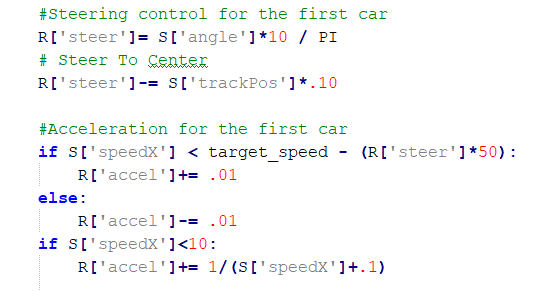 #Steering control for the first car
R['steer']= S['angle']*10 / PI
# Steer To Center
R['steer']-= S['trackPos']*.10

#Acceleration for the first car
if S['speedX'] < target_speed - (R['steer']*50):
    R['accel']+= .01
else:
    R['accel']-= .01
if S['speedX']<10:
    R['accel']+= 1/(S['speedX']+.1)